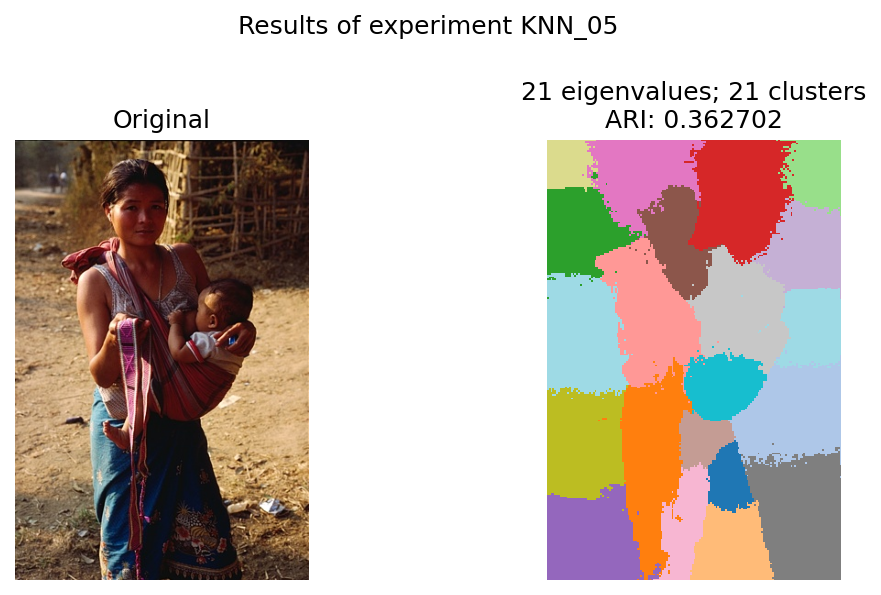 Results of experiment KNN_05
Original
21 eigenvalues; 21 clusters
ARI: 0.362702